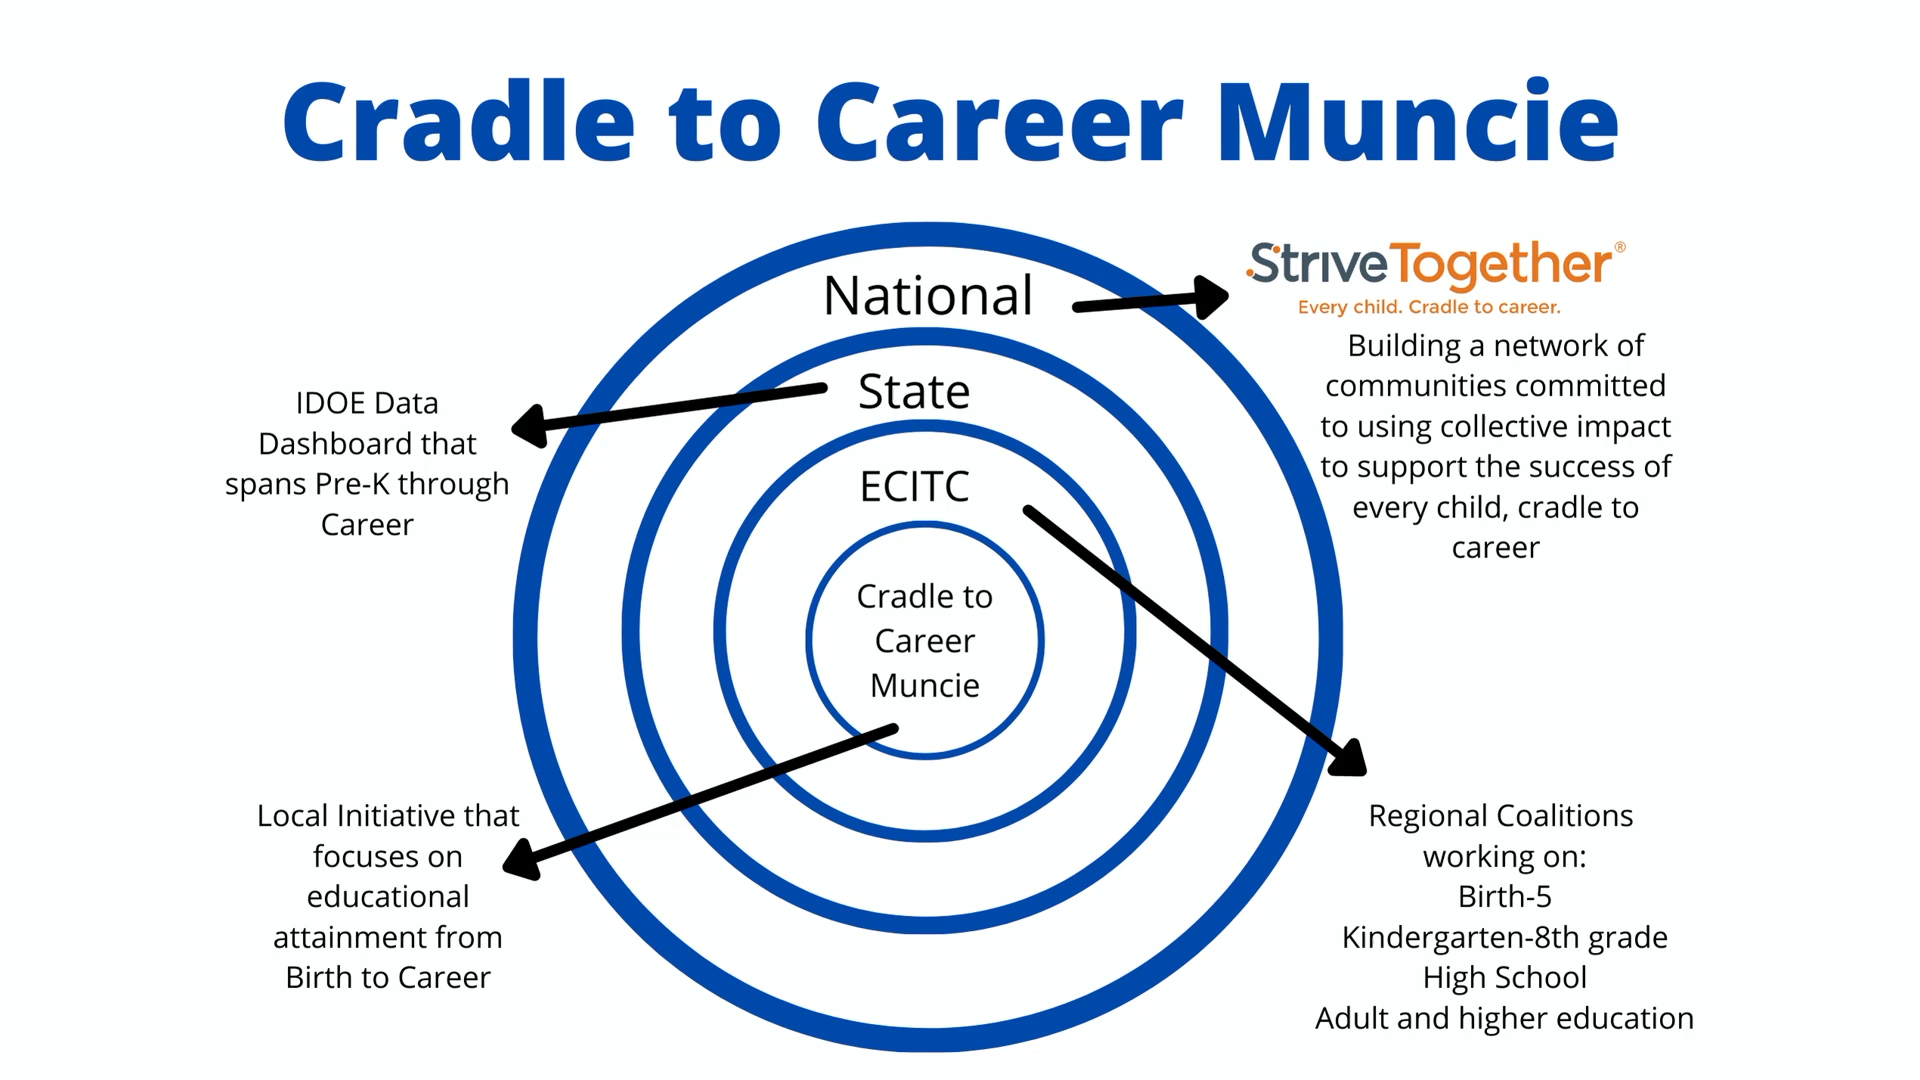 Cradle to Career Muncie
National
StriveTogether®
Every child. Cradle to career.
Building a network of
communities committed
to using collective impact
to support the success of
every child, cradle to
career
State
IDOE Data
Dashboard that
spans Pre-K through
Career
ECITC
Cradle to
Career
Muncie
Local Initiative that
focuses on
educational
attainment from
Birth to Career
Regional Coalitions
working on:
Birth-5
Kindergarten-8th grade
High School
Adult and higher education